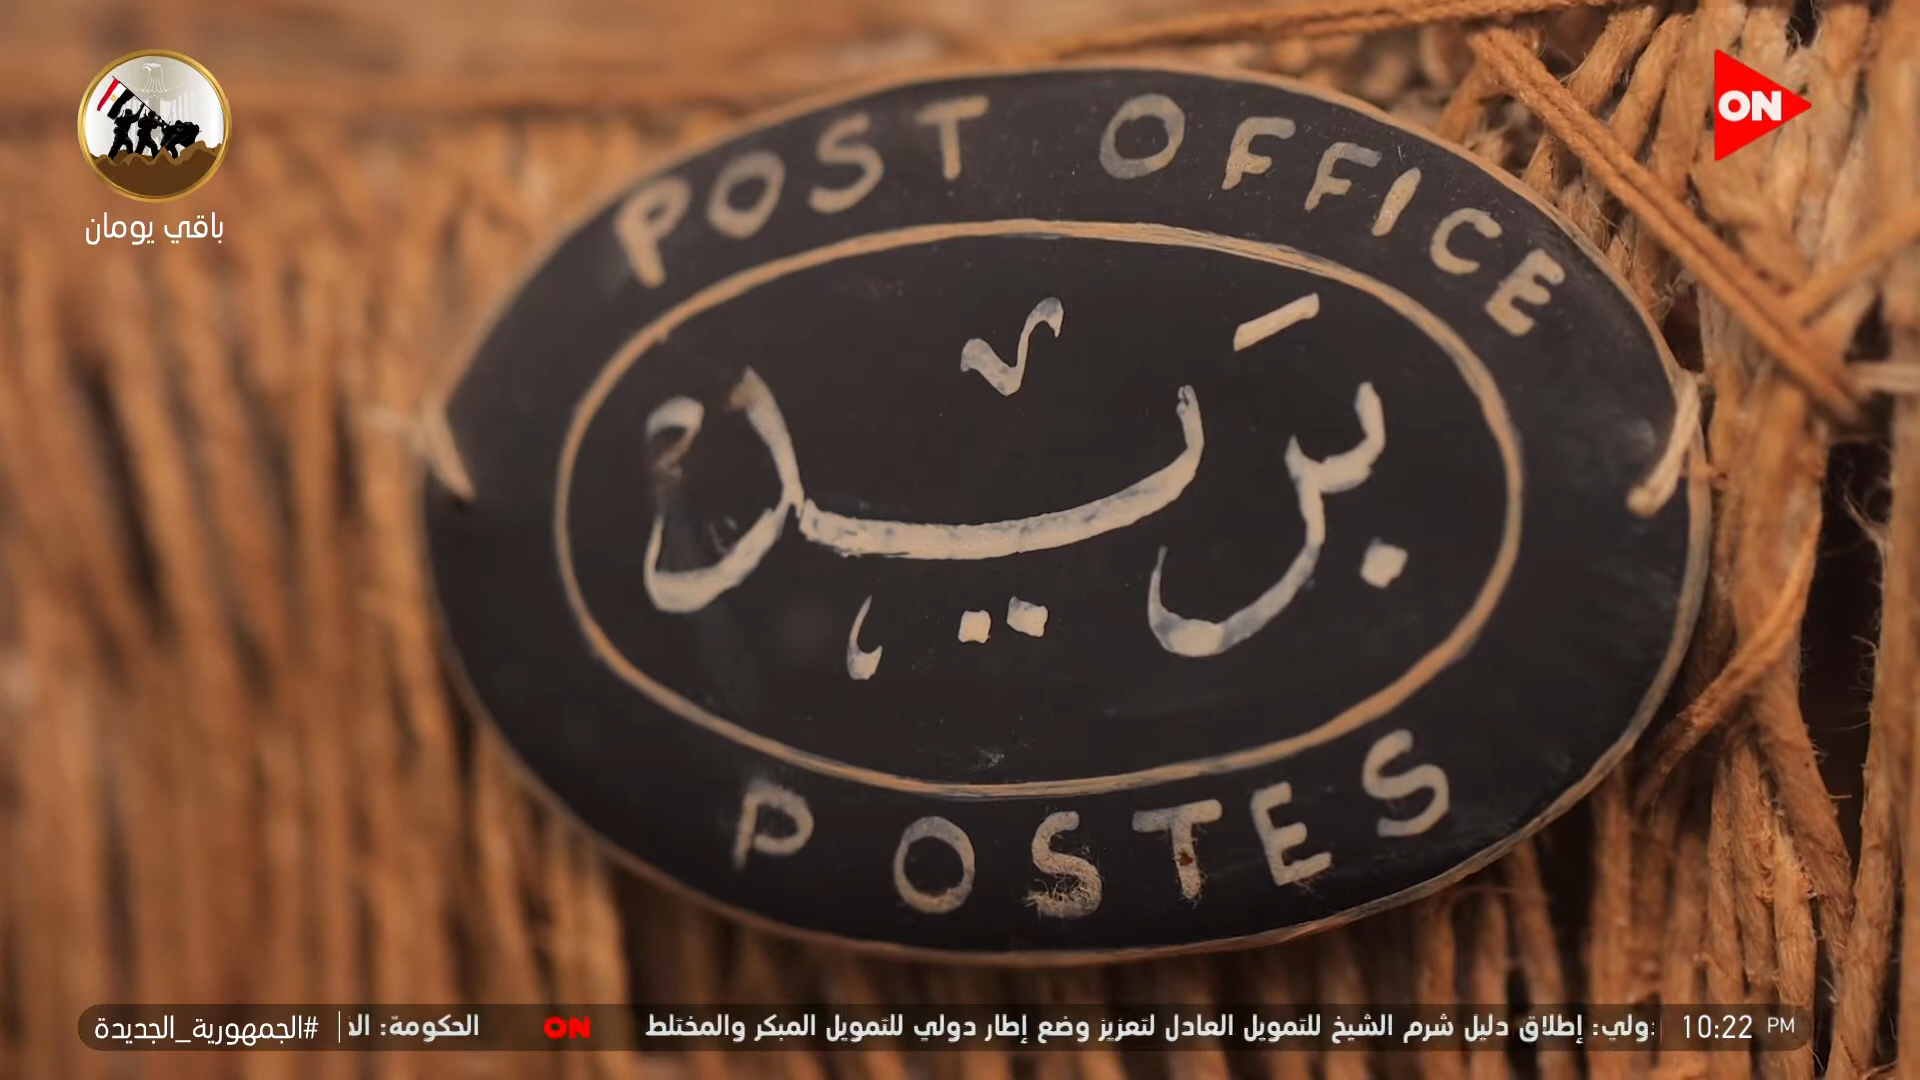 ON
باقي يومان
POST OFFICE
بَريد
POSTES
#الجمهورية_الجديدة
الحكومة: الا
ON
ولي: إطلاق دليل شرم الشيخ للتمويل العادل لتعزيز وضع إطار دولي للتمويل المبكر والمختلط
10:22 PM